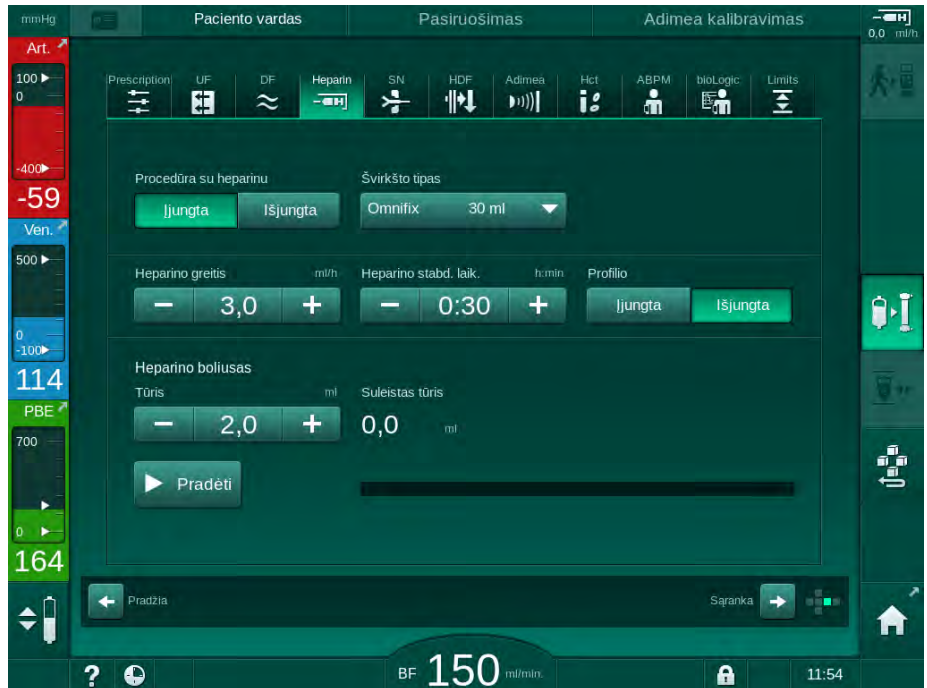 mmHg
Paciento vardas
Pasiruošimas
Adimea kalibravimas
0,0 ml/h
Art.
100
0
-400
-59
Ven.
500
0
-100
114
PBE
700
0
164
Prescription UF DF Heparin SN HDF Adimea Hct ABPM bioLogic Limits
Procedūra su heparinu
Švirkšto tipas
Įjungta Išjungta
Omnifix 30 ml
Heparino greitis ml/h
Heparino stabd. laik. h:min
Profilio
− 3,0 +
− 0:30 +
Įjungta Išjungta
Heparino boliusas
Tūris ml
Suleistas tūris
− 2,0 +
0,0 ml
Pradėti
Pradžia
Sąranka
? BF 150 ml/min. 11:54